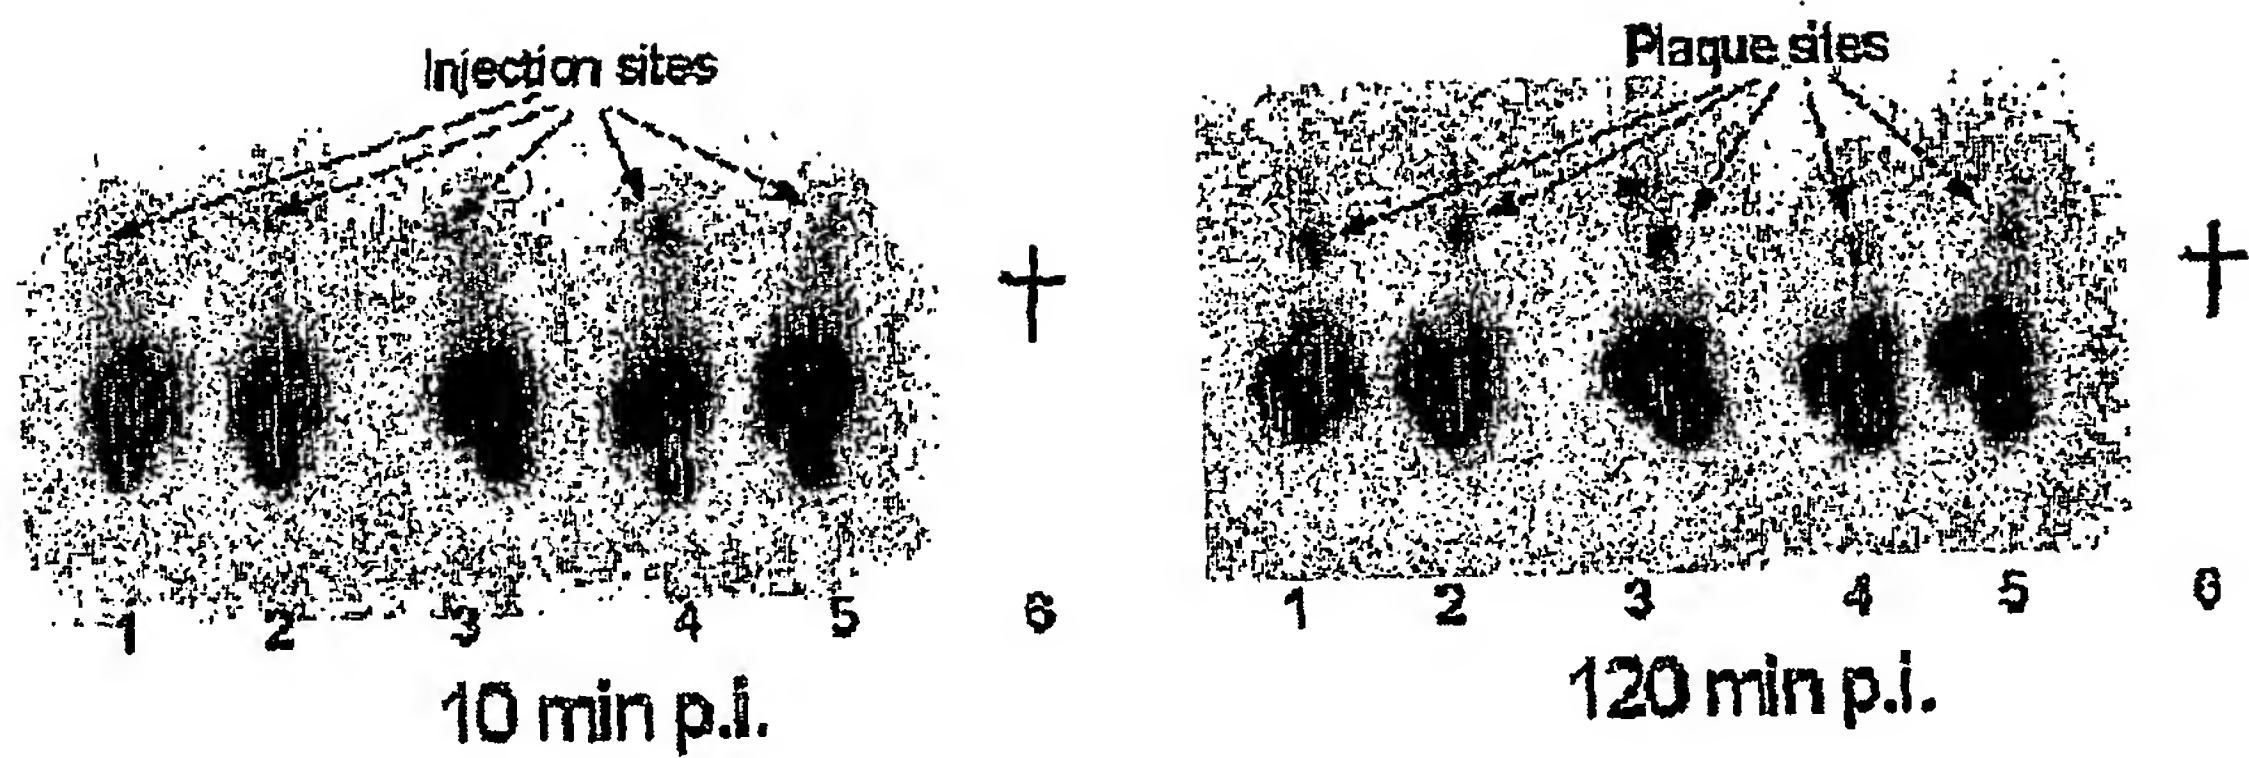 Injection sites
1 2 3 4 5 6
10 min p.i.
Plaque sites
1 2 3 4 5 6
120 min p.i.